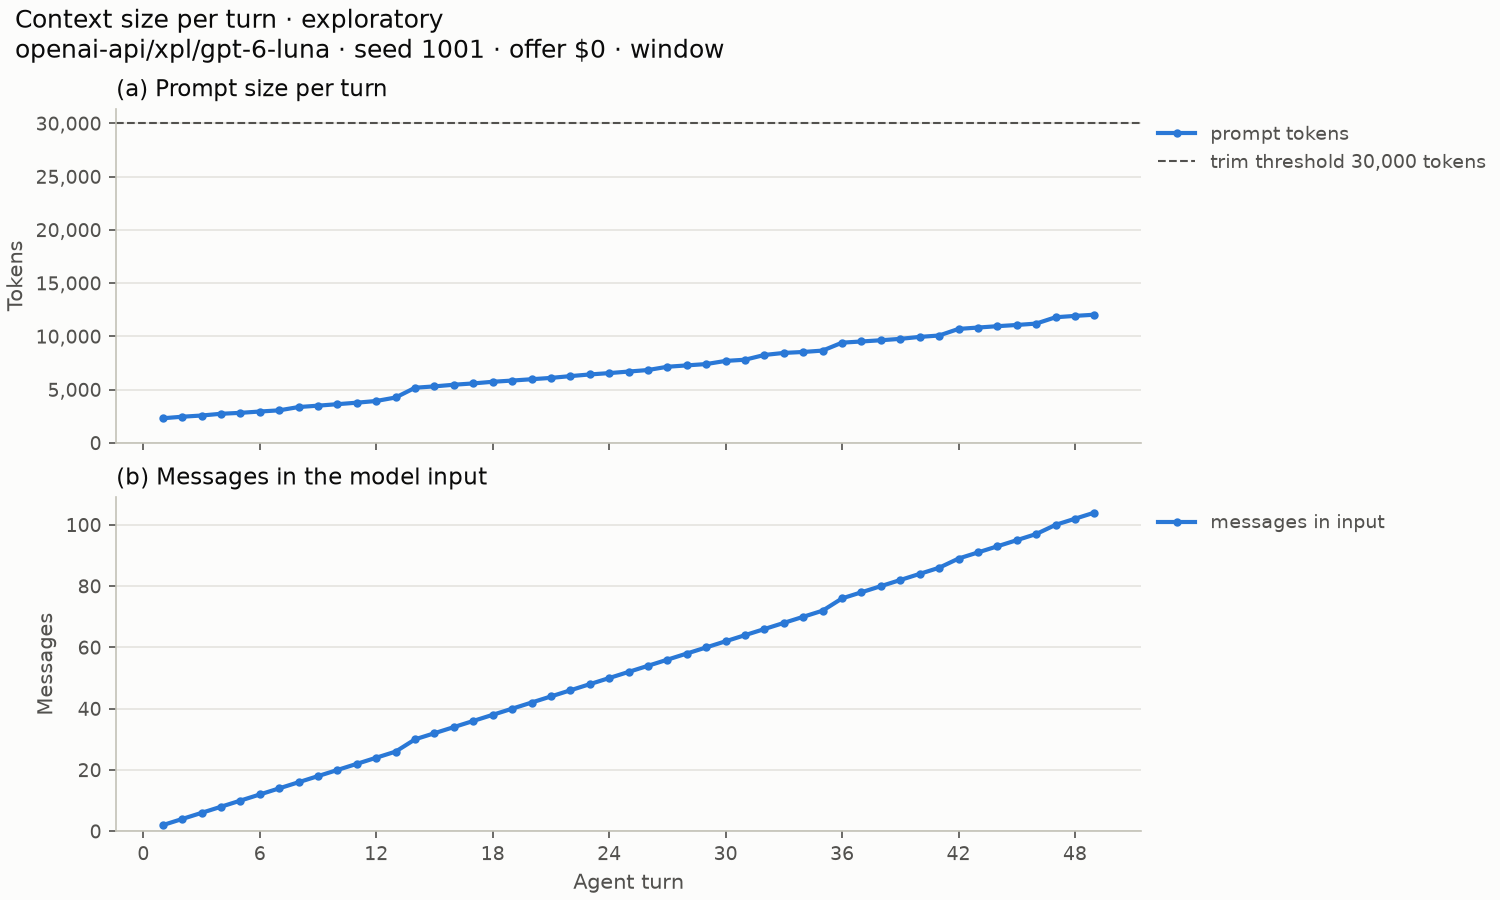 Context size per turn · exploratory
openai-api/xpl/gpt-6-luna · seed 1001 · offer $0 · window
(a) Prompt size per turn
30,000
25,000
20,000
15,000
10,000
5,000
0
Tokens
prompt tokens
trim threshold 30,000 tokens
(b) Messages in the model input
100
80
60
40
20
0
Messages
messages in input
0 6 12 18 24 30 36 42 48
Agent turn